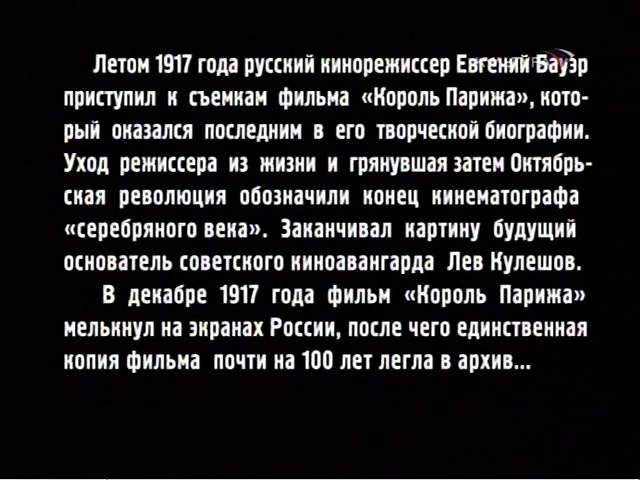 Летом 1917 года русский кинорежиссер Евгений Бауэр
приступил к съемкам фильма «Король Парижа», кото-
рый оказался последним в его творческой биографии.
Уход режиссера из жизни и грянувшая затем Октябрь-
ская революция обозначили конец кинематографа
«серебряного века». Заканчивал картину будущий
основатель советского киноавангарда Лев Кулешов.
В декабре 1917 года фильм «Король Парижа»
мелькнул на экранах России, после чего единственная
копия фильма почти на 100 лет легла в архив...